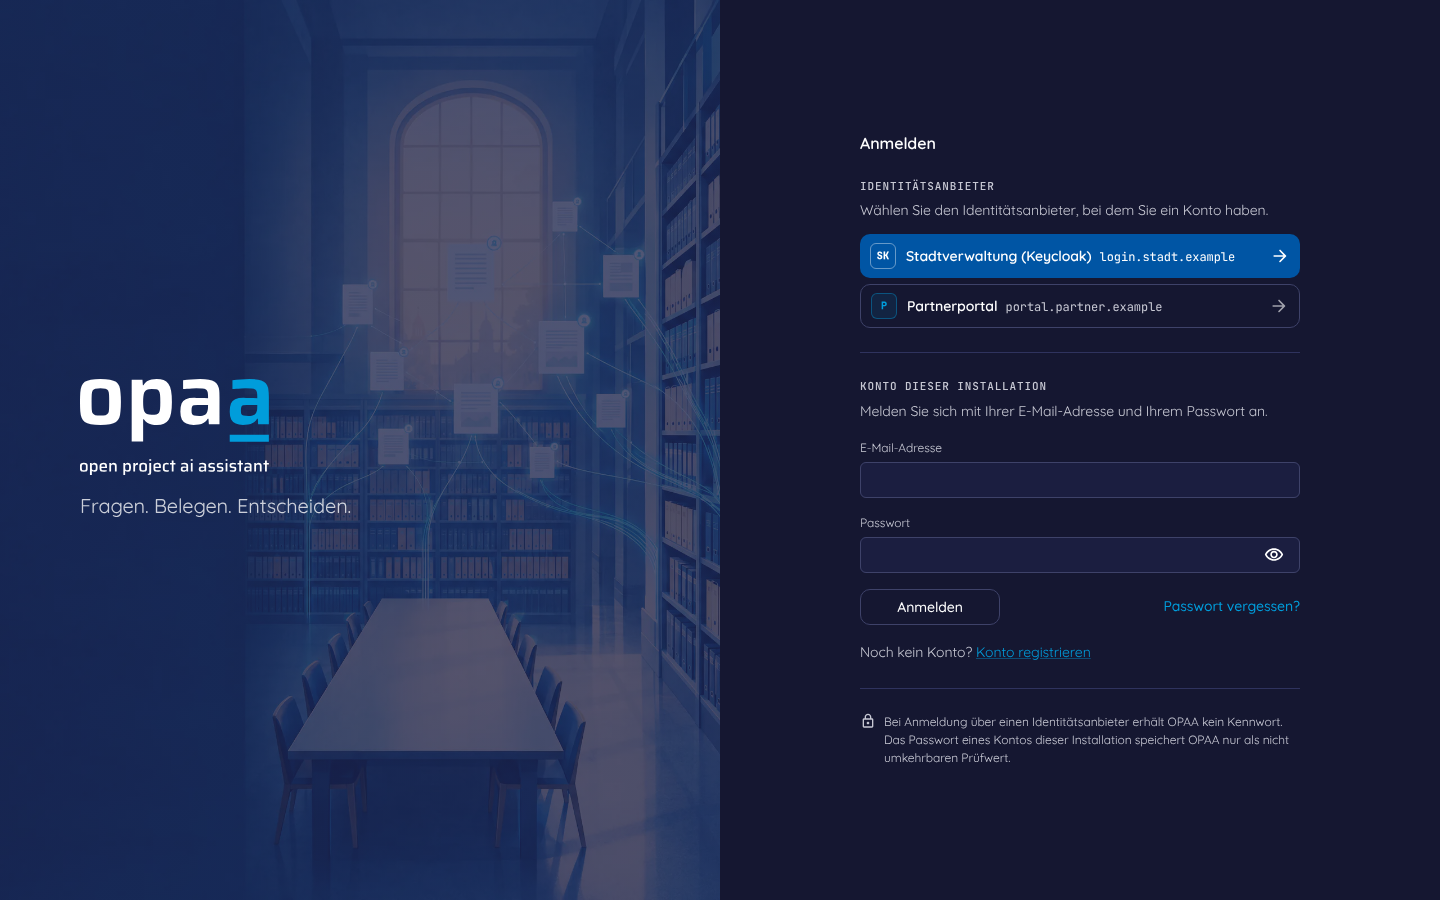 opaa
open project ai assistant
Fragen. Belegen. Entscheiden.
Anmelden
IDENTITÄTSANBIETER
Wählen Sie den Identitätsanbieter, bei dem Sie ein Konto haben.
SK Stadtverwaltung (Keycloak) login.stadt.example
P Partnerportal portal.partner.example
KONTO DIESER INSTALLATION
Melden Sie sich mit Ihrer E-Mail-Adresse und Ihrem Passwort an.
E-Mail-Adresse
Passwort
Anmelden Passwort vergessen?
Noch kein Konto? Konto registrieren
Bei Anmeldung über einen Identitätsanbieter erhält OPAA kein Kennwort.
Das Passwort eines Kontos dieser Installation speichert OPAA nur als nicht
umkehrbaren Prüfwert.